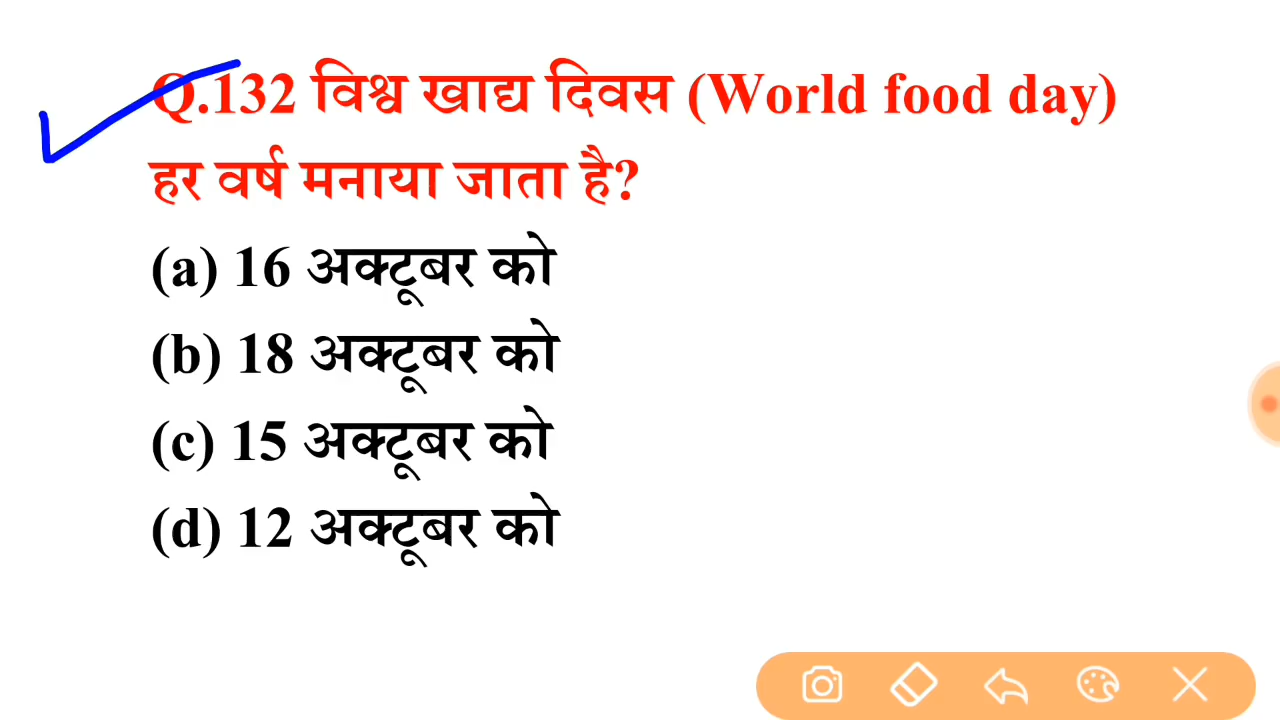 Q.132 विश्व खाद्य दिवस (World food day)
हर वर्ष मनाया जाता है?
(a) 16 अक्टूबर को
(b) 18 अक्टूबर को
(c) 15 अक्टूबर को
(d) 12 अक्टूबर को